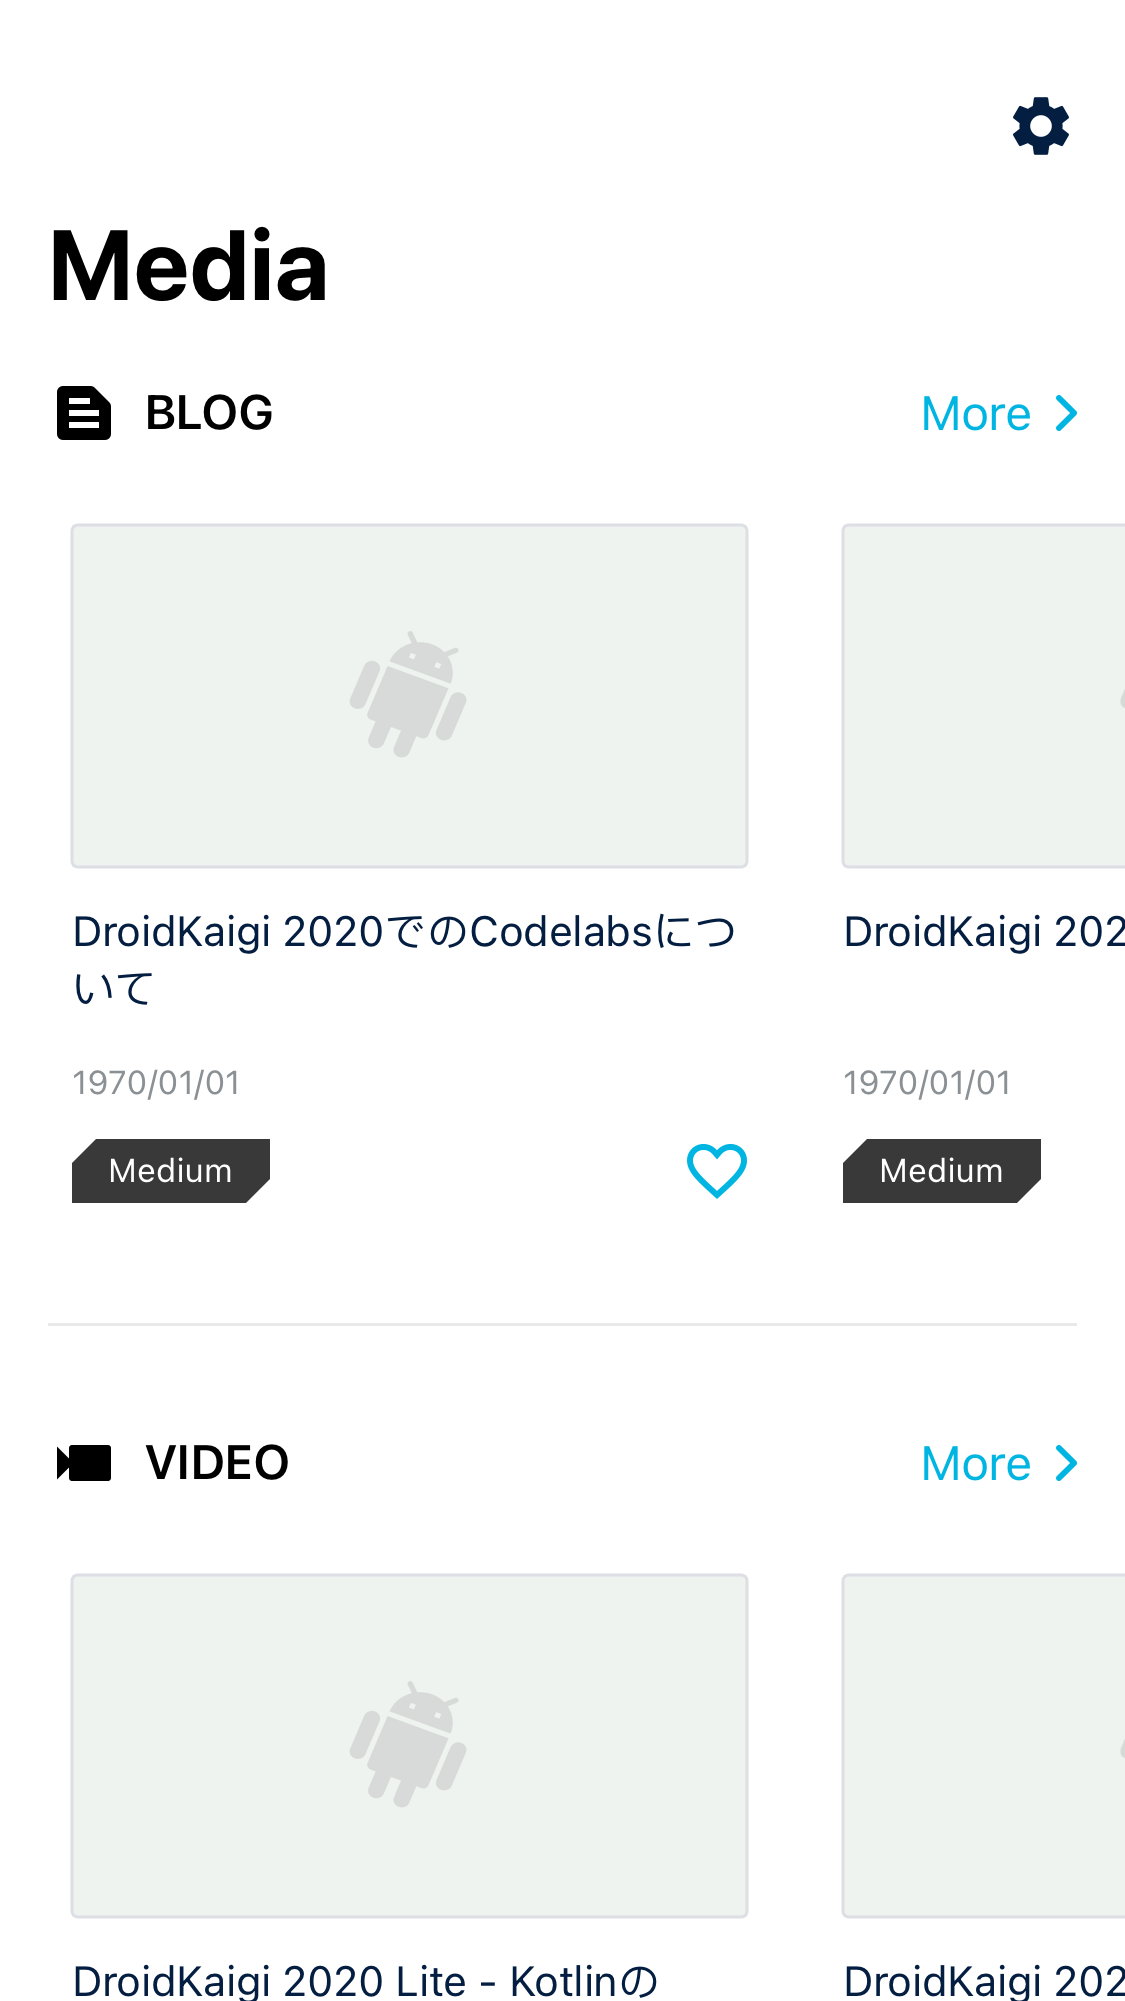 Media
BLOG
More
DroidKaigi 2020でのCodelabsにつ
いて
1970/01/01
Medium
DroidKaigi 202
1970/01/01
Medium
VIDEO
More
DroidKaigi 2020 Lite - Kotlinの
DroidKaigi 202